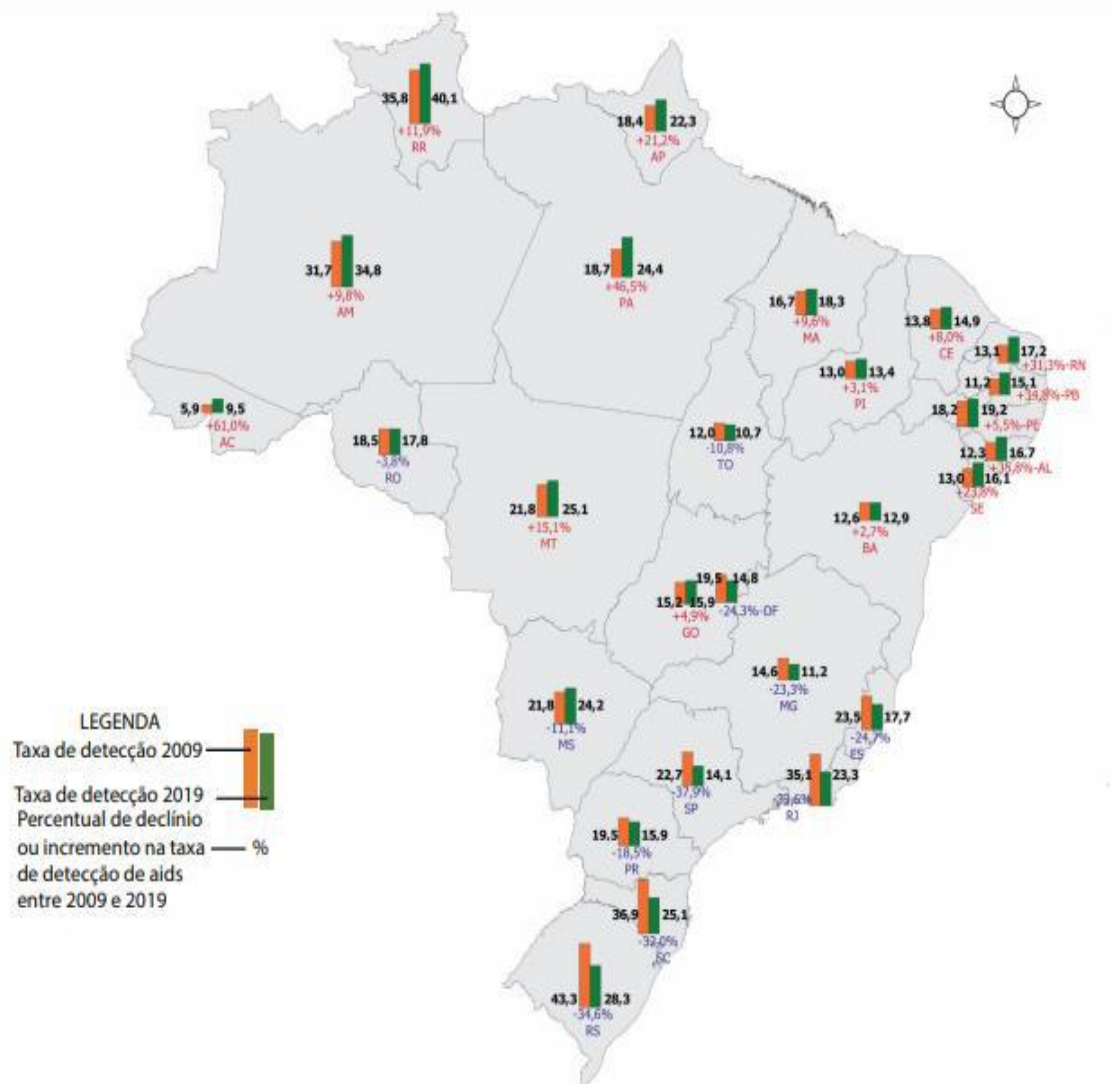 35,8 40,1
+11,9%
RR
18,4 22,3
+21,2%
AP
31,7 34,8
+9,8%
AM
18,7 24,4
+46,5%
PA
16,7 18,3
+9,6%
MA
13,8 14,9
+8,0%
CE
13,1 17,2
+31,3%-RN
13,0 13,4
+3,1%
PI
11,2 15,1
-PB
18,2 19,2
+5,5%-PE
5,9 9,5
+61,0%
AC
18,5 17,8
-3,8%
RO
12,0 10,7
-10,8%
TO
12,3 16,7
+35,8%-AL
13,0 16,1
+23,8%
SE
21,8 25,1
+15,1%
MT
12,6 12,9
+2,7%
BA
19,5 14,8
-24,3%-DF
15,2 15,9
+4,9%
GO
14,6 11,2
-23,3%
MG
21,8 24,2
-11,1%
MS
23,5 17,7
-24,7%
ES
22,7 14,1
-37,9%
SP
35,1 23,3
-33,6%
RJ
19,5 15,9
-18,5%
PR
36,9 25,1
-32,0%
SC
43,3 28,3
-34,6%
RS
LEGENDA
Taxa de detecção 2009
Taxa de detecção 2019
Percentual de declínio
ou incremento na taxa %
de detecção de aids
entre 2009 e 2019